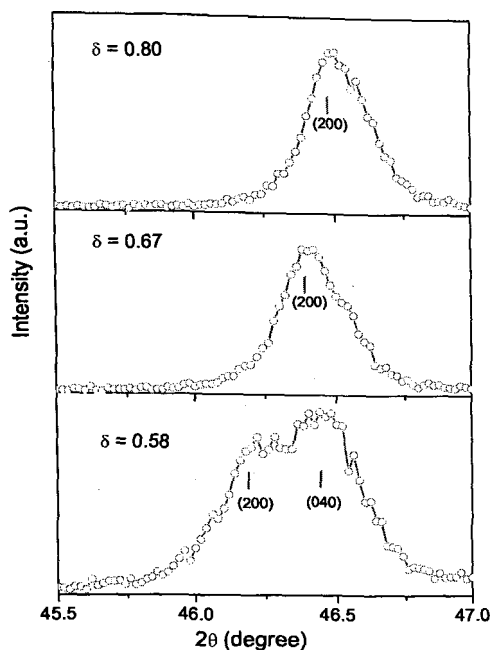 δ = 0.80
(200)
δ = 0.67
(200)
Intensity (a.u.)
δ = 0.58
(200) (040)
45.5 46.0 46.5 47.0
2θ (degree)